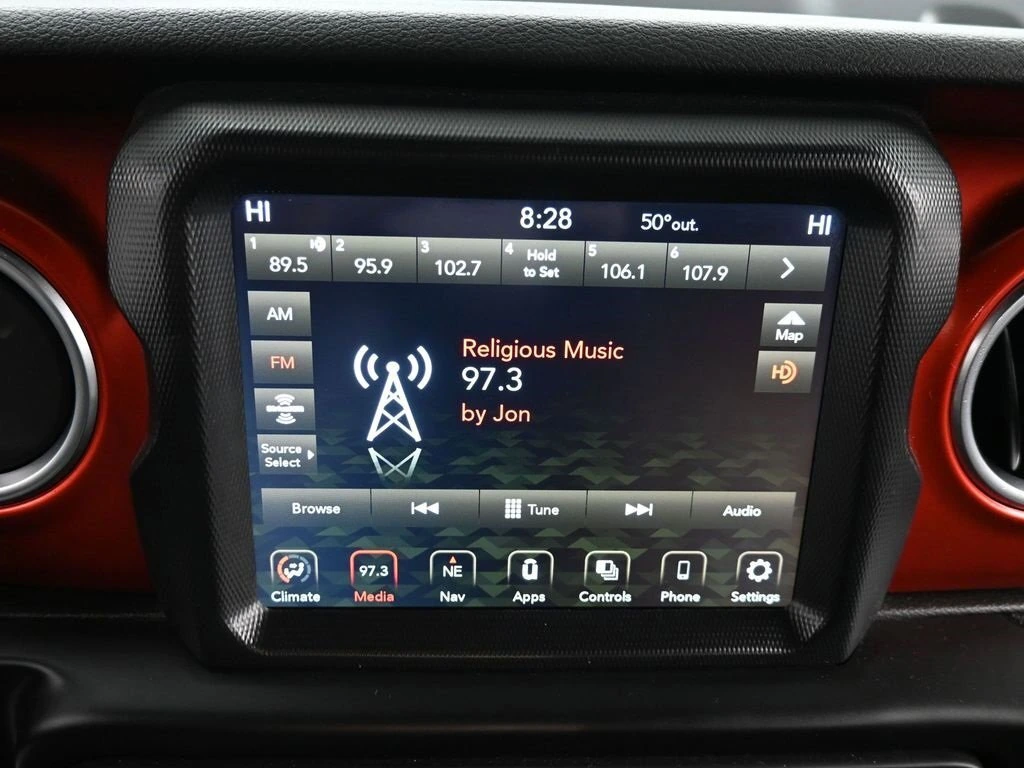 HI 8:28 50°out. HI
1 89.5 2 95.9 3 102.7 4 Hold to Set 5 106.1 6 107.9
AM
Map
Religious Music
FM
HD
97.3
by Jon
Source
Select
Browse Tune Audio
97.3 NE
Climate Media Nav Apps Controls Phone Settings